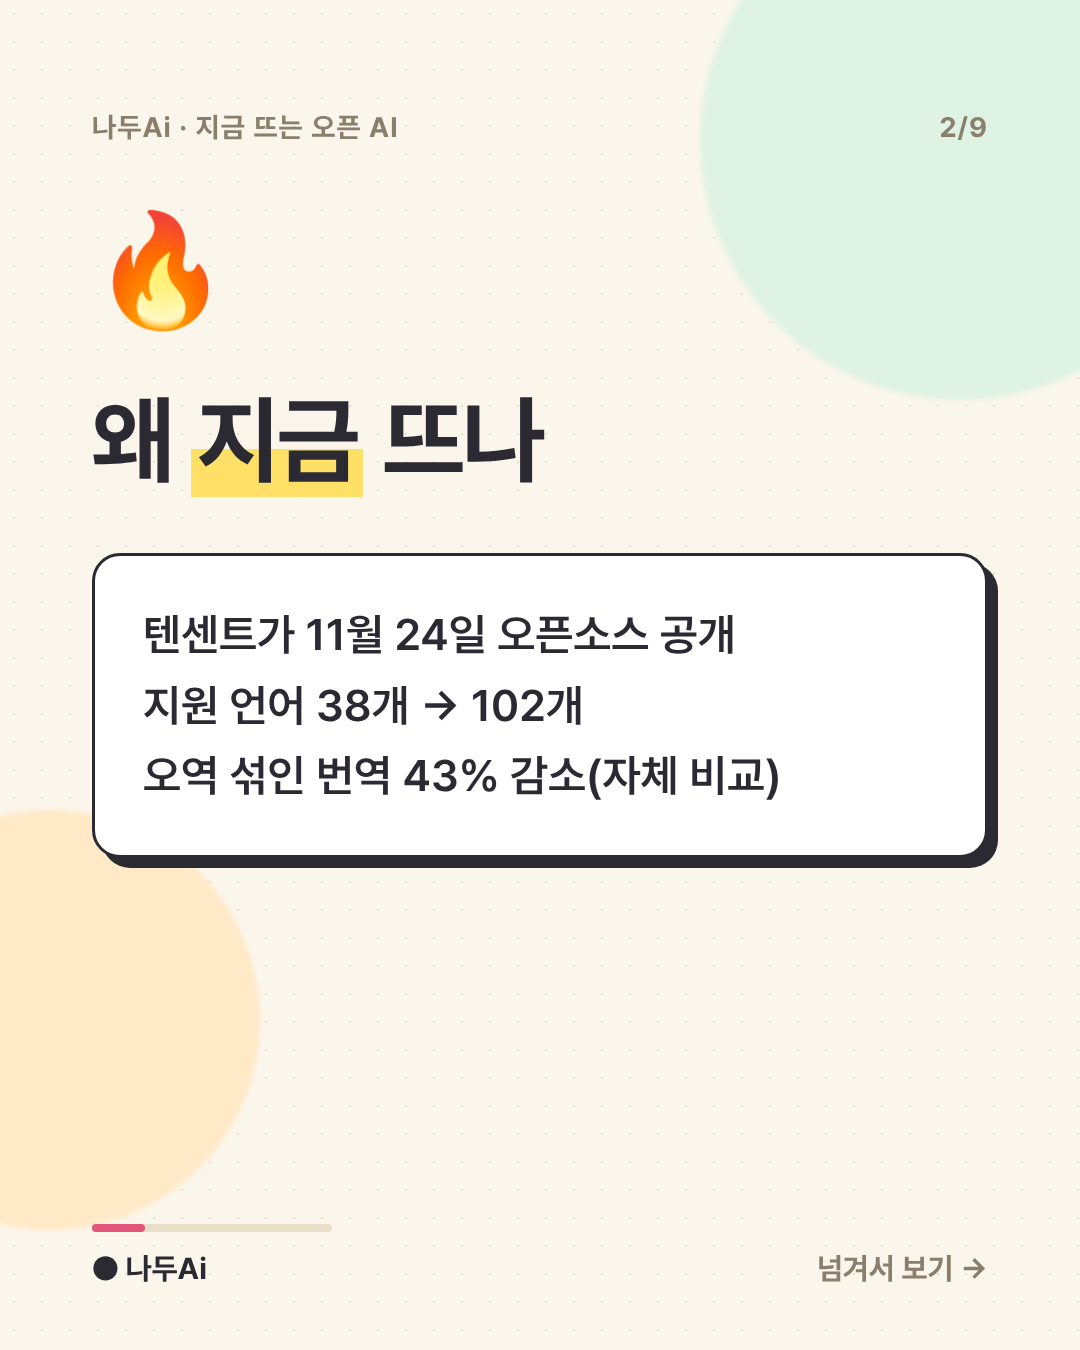 나두Ai · 지금 뜨는 오픈 AI
2/9
왜 지금 뜨나
텐센트가 11월 24일 오픈소스 공개
지원 언어 38개 → 102개
오역 섞인 번역 43% 감소(자체 비교)
나두Ai
넘겨서 보기 →